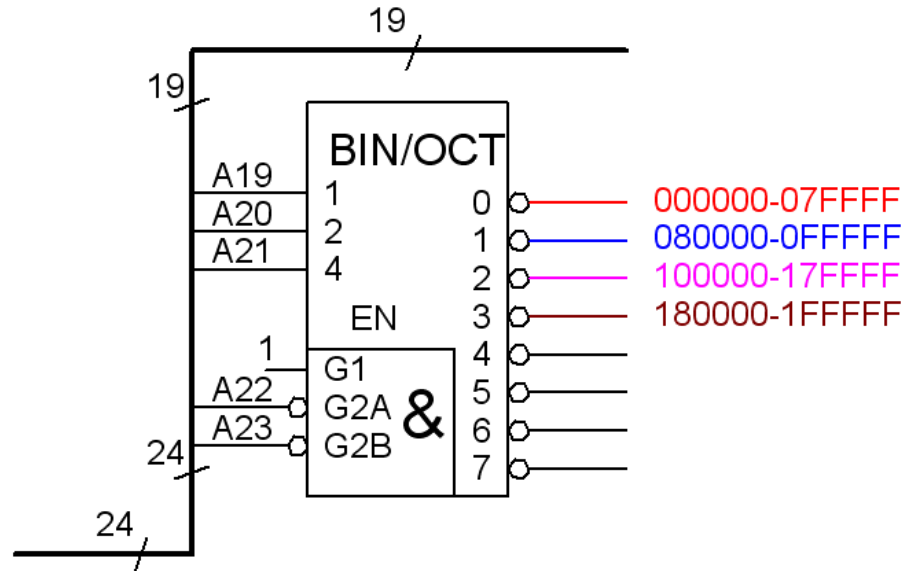 19
19
BIN/OCT
A19
1
0
000000-07FFFF
A20
2
1
080000-0FFFFF
A21
4
2
100000-17FFFF
EN
3
180000-1FFFFF
4
1
G1
5
A22
G2A
&
6
A23
G2B
7
24
24